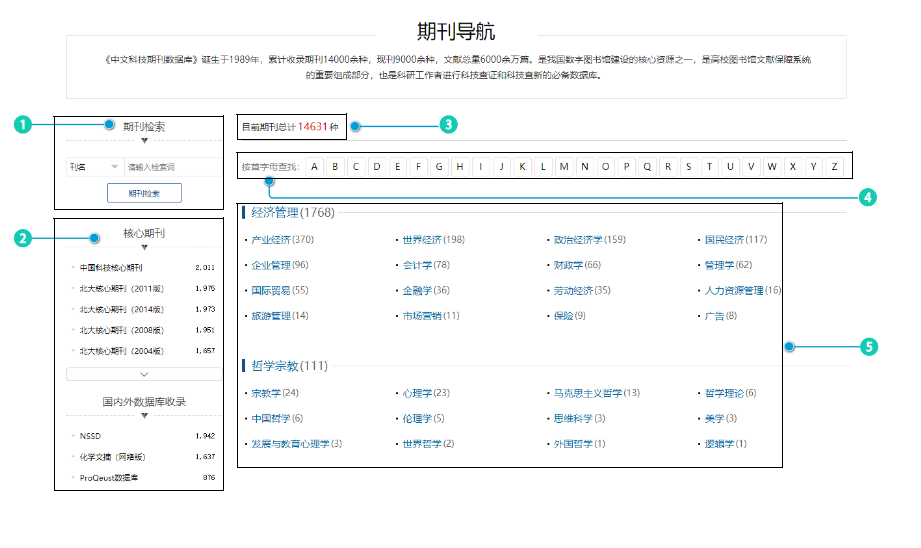 期刊导航
《中文科技期刊数据库》诞生于1989年，累计收录期刊14000余种，现刊9000余种，文献总量6000余万篇。是我国数字图书馆建设的核心资源之一，是高校图书馆文献保障系统
的重要组成部分，也是科研工作者进行科技查证和科技查新的必备数据库。
1
期刊检索
刊名 请输入检索词
期刊检索
2
核心期刊
中国科技核心期刊 2,011
北大核心期刊（2011版） 1,975
北大核心期刊（2014版） 1,973
北大核心期刊（2008版） 1,951
北大核心期刊（2004版） 1,657
国内外数据库收录
NSSD 1,942
化学文摘（网络版） 1,637
ProQeust数据库 876
目前期刊总计14631种
3
按首字母查找： A B C D E F G H I J K L M N O P Q R S T U V W X Y Z
4
经济管理(1768)
产业经济(370) 世界经济(198) 政治经济学(159) 国民经济(117)
企业管理(96) 会计学(78) 财政学(66) 管理学(62)
国际贸易(55) 金融学(36) 劳动经济(35) 人力资源管理(16)
旅游管理(14) 市场营销(11) 保险(9) 广告(8)
5
哲学宗教(111)
宗教学(24) 心理学(23) 马克思主义哲学(13) 哲学理论(6)
中国哲学(6) 伦理学(5) 思维科学(3) 美学(3)
发展与教育心理学(3) 世界哲学(2) 外国哲学(1) 逻辑学(1)